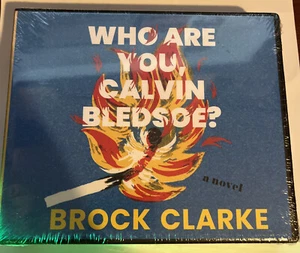 WHO ARE
YOU,
CALVIN
BLEDSOE?
a novel
BROCK CLARKE